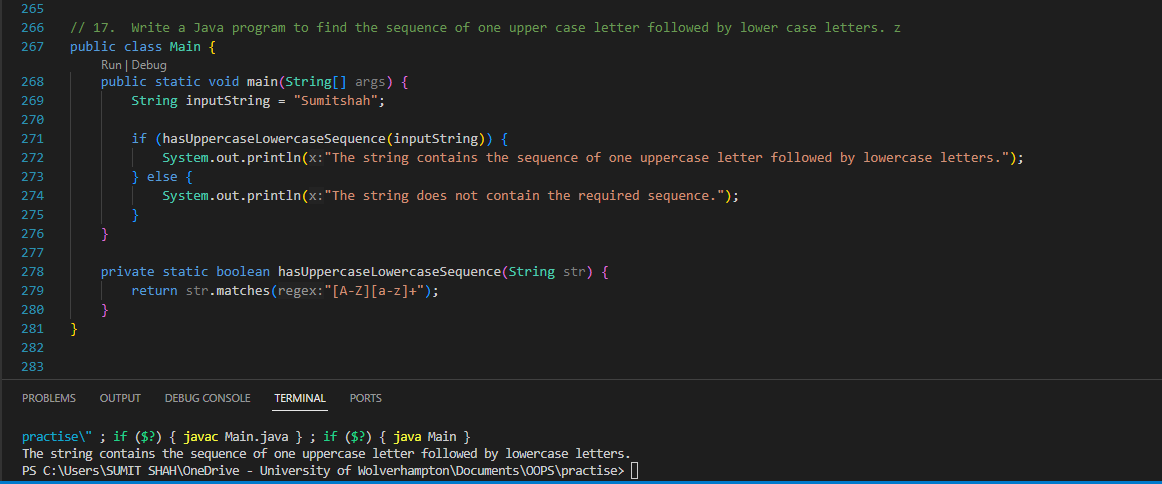 265
266 // 17.  Write a Java program to find the sequence of one upper case letter followed by lower case letters. z
267 public class Main {
Run | Debug
268     public static void main(String[] args) {
269         String inputString = "Sumitshah";
270
271         if (hasUppercaseLowercaseSequence(inputString)) {
272             System.out.println(x:"The string contains the sequence of one uppercase letter followed by lowercase letters.");
273         } else {
274             System.out.println(x:"The string does not contain the required sequence.");
275         }
276     }
277
278     private static boolean hasUppercaseLowercaseSequence(String str) {
279         return str.matches(regex:"[A-Z][a-z]+");
280     }
281 }
282
283
PROBLEMS OUTPUT DEBUG CONSOLE TERMINAL PORTS
practise\" ; if ($?) { javac Main.java } ; if ($?) { java Main }
The string contains the sequence of one uppercase letter followed by lowercase letters.
PS C:\Users\SUMIT SHAH\OneDrive - University of Wolverhampton\Documents\OOPS\practise>